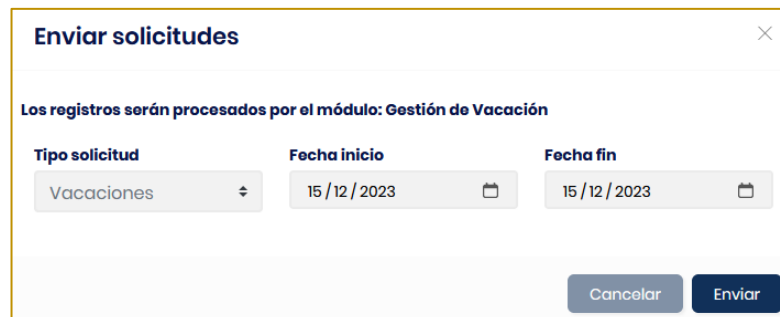 Enviar solicitudes
Los registros serán procesados por el módulo: Gestión de Vacación
Tipo solicitud Fecha inicio Fecha fin
Vacaciones 15/12/2023 15/12/2023
Cancelar Enviar